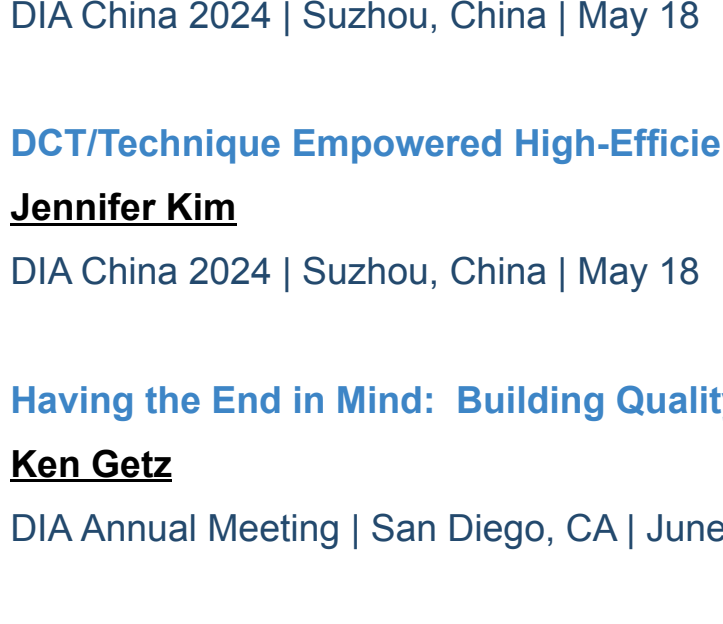 DIA China 2024 | Suzhou, China | May 18
DCT/Technique Empowered High-Efficie
Jennifer Kim
DIA China 2024 | Suzhou, China | May 18
Having the End in Mind:  Building Quality
Ken Getz
DIA Annual Meeting | San Diego, CA | June